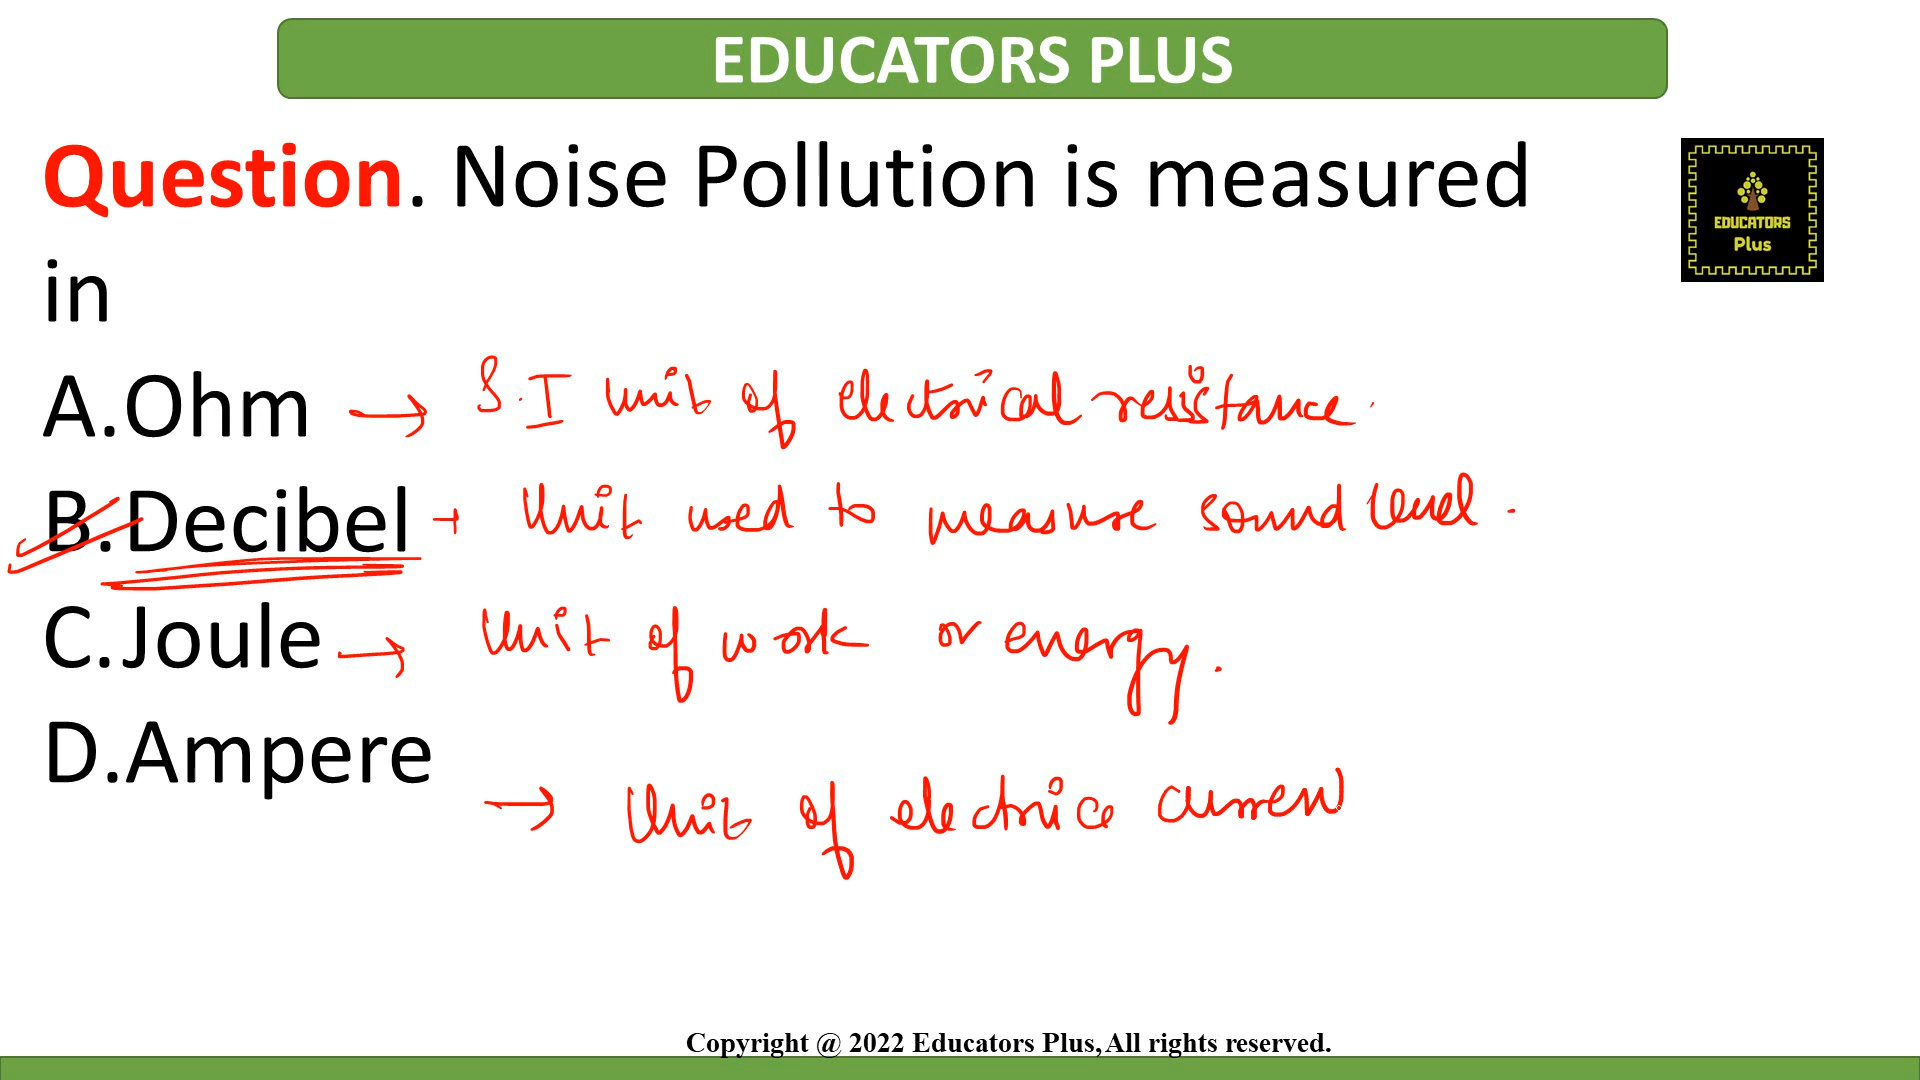 EDUCATORS PLUS
Question. Noise Pollution is measured
in
EDUCATORS
Plus
A.Ohm → S.I unit of electrical resistance.
B.Decibel → Unit used to measure sound level.
C.Joule → Unit of work or energy.
D.Ampere
→ Unit of electrice curren
Copyright @ 2022 Educators Plus,All rights reserved.